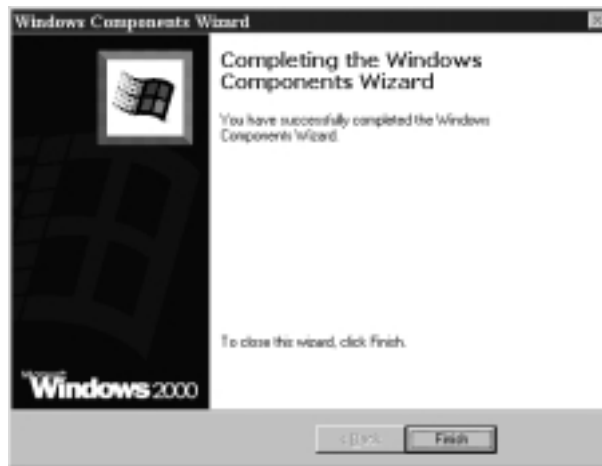 Windows Components Wizard
Completing the Windows
Components Wizard
You have successfully completed the Windows
Components Wizard.
To close this wizard, click Finish.
Microsoft
Windows 2000
< Back
Finish